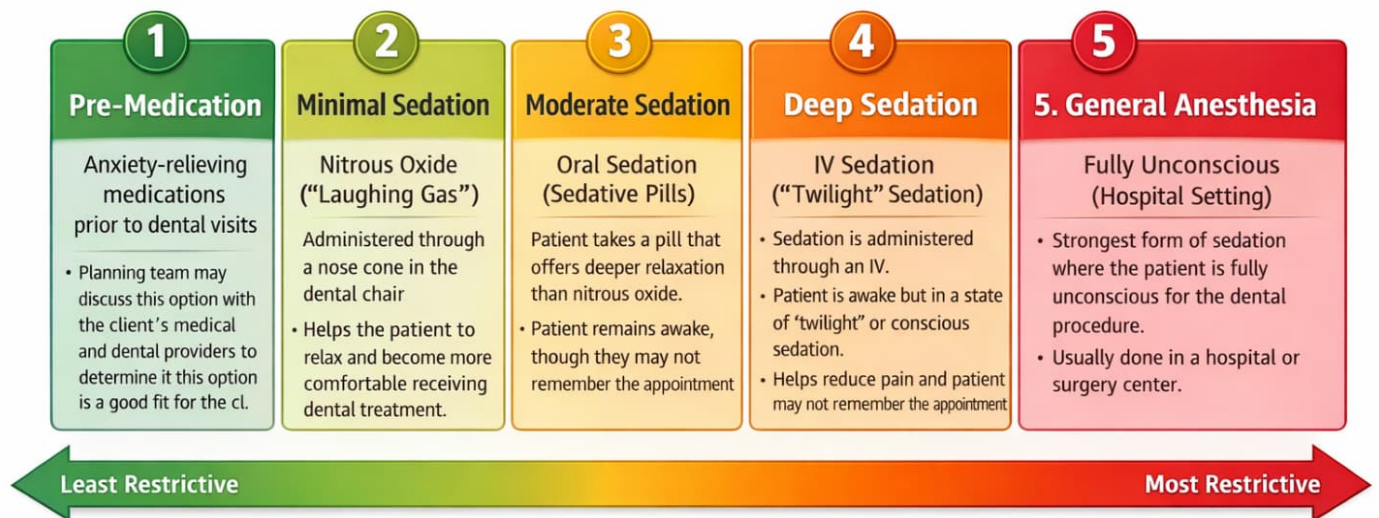 1
Pre-Medication
Anxiety-relieving
medications
prior to dental visits
• Planning team may
discuss this option with
the client's medical
and dental providers to
determine it this option
is a good fit for the cl.
2
Minimal Sedation
Nitrous Oxide
(“Laughing Gas”)
Administered through
a nose cone in the
dental chair
• Helps the patient to
relax and become more
comfortable receiving
dental treatment.
3
Moderate Sedation
Oral Sedation
(Sedative Pills)
Patient takes a pill that
offers deeper relaxation
than nitrous oxide.
• Patient remains awake,
though they may not
remember the appointment
4
Deep Sedation
IV Sedation
(“Twilight” Sedation)
• Sedation is administered
through an IV.
• Patient is awake but in a state
of “twilight” or conscious
sedation.
• Helps reduce pain and patient
may not remember the appointment
5
5. General Anesthesia
Fully Unconscious
(Hospital Setting)
• Strongest form of sedation
where the patient is fully
unconscious for the dental
procedure.
• Usually done in a hospital or
surgery center.
Least Restrictive
Most Restrictive